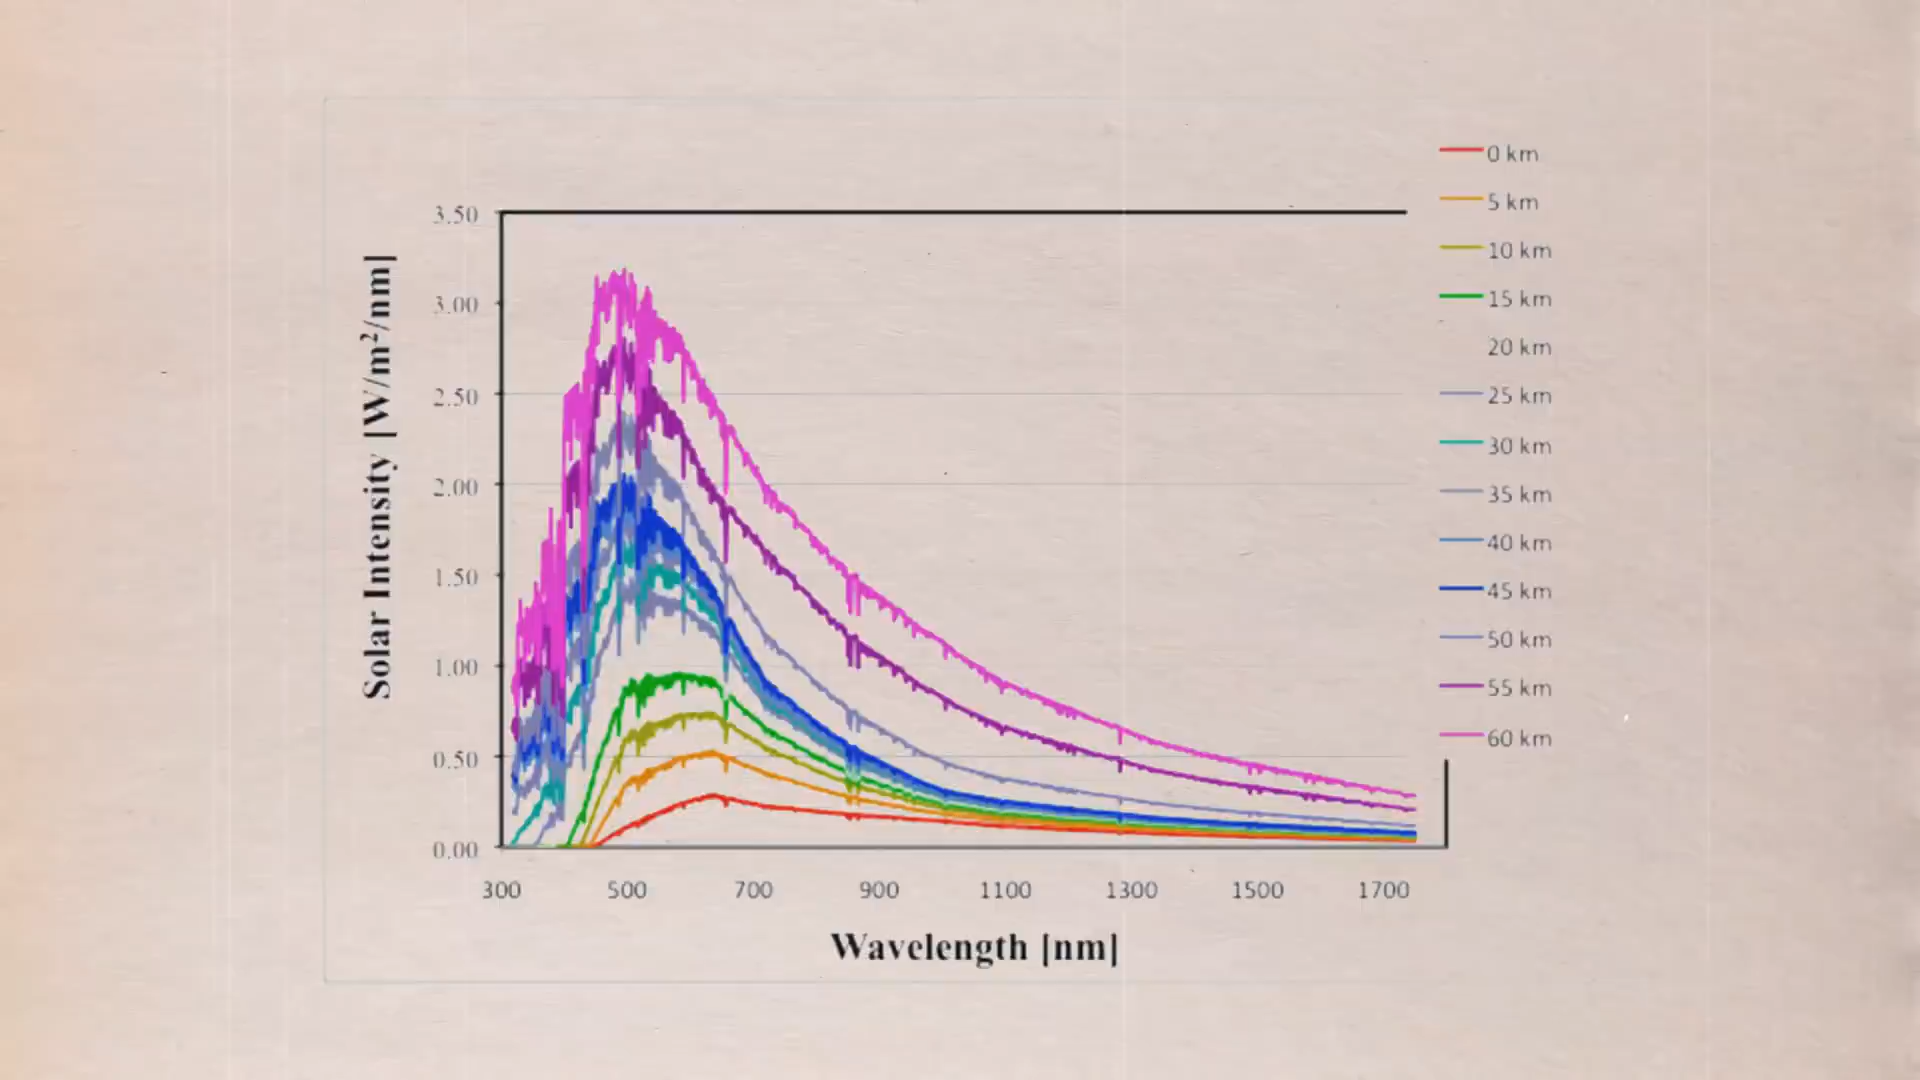 0 km
5 km
10 km
15 km
20 km
25 km
30 km
35 km
40 km
45 km
50 km
55 km
60 km
3.50
3.00
2.50
2.00
1.50
1.00
0.50
0.00
Solar Intensity [W/m²/nm]
300 500 700 900 1100 1300 1500 1700
Wavelength [nm]